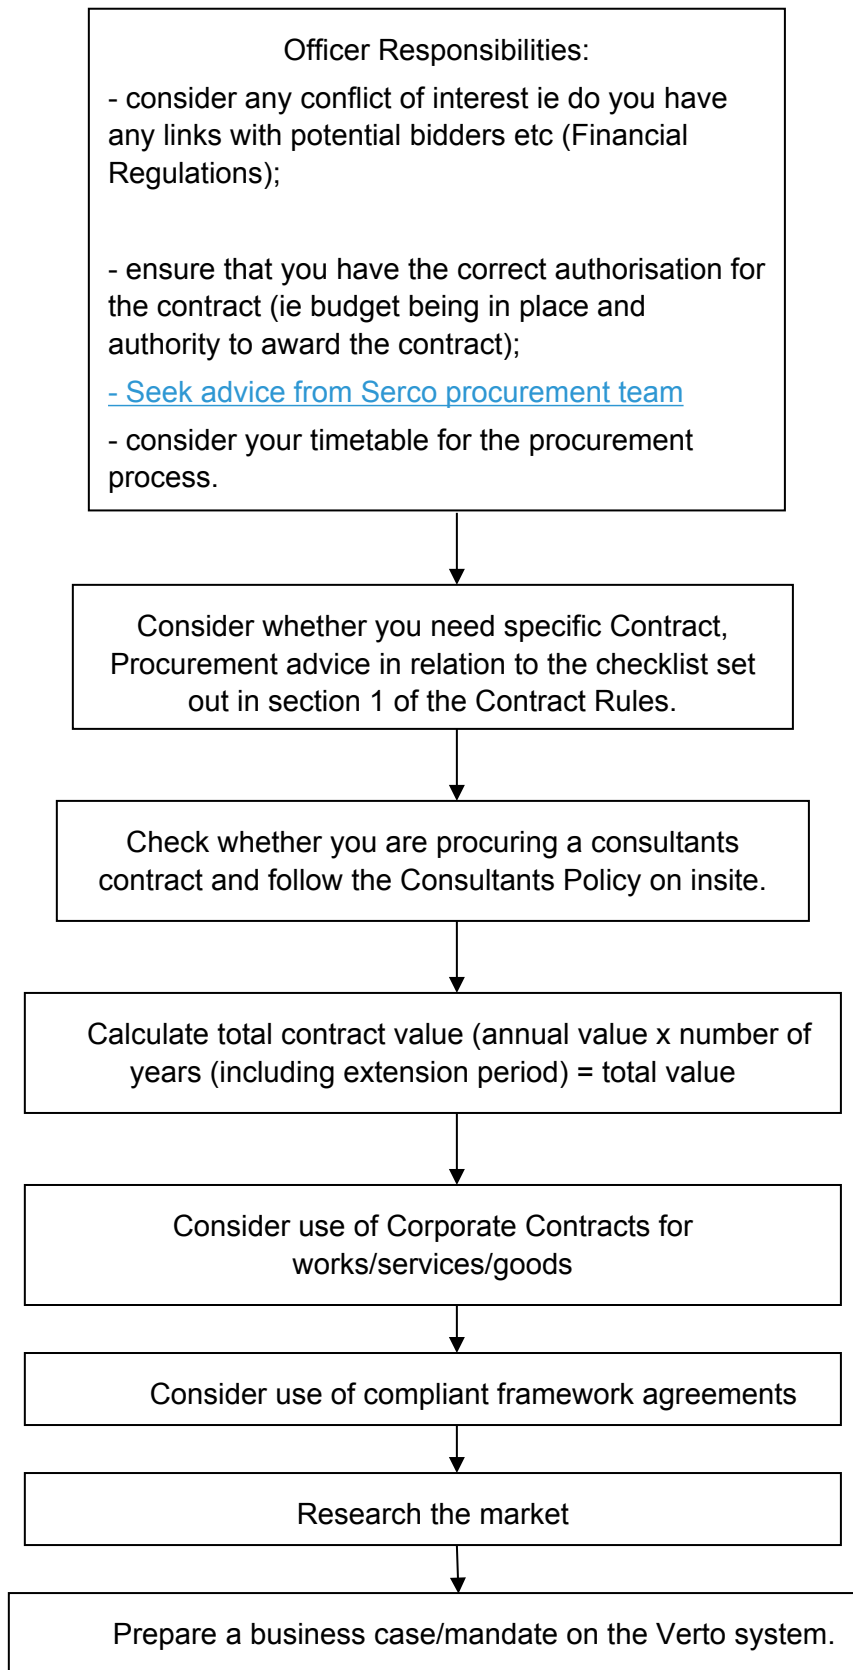 Officer Responsibilities:
- consider any conflict of interest ie do you have
any links with potential bidders etc (Financial
Regulations);
- ensure that you have the correct authorisation for
the contract (ie budget being in place and
authority to award the contract);
- Seek advice from Serco procurement team
- consider your timetable for the procurement
process.
Consider whether you need specific Contract,
Procurement advice in relation to the checklist set
out in section 1 of the Contract Rules.
Check whether you are procuring a consultants
contract and follow the Consultants Policy on insite.
Calculate total contract value (annual value x number of
years (including extension period) = total value
Consider use of Corporate Contracts for
works/services/goods
Consider use of compliant framework agreements
Research the market
Prepare a business case/mandate on the Verto system.